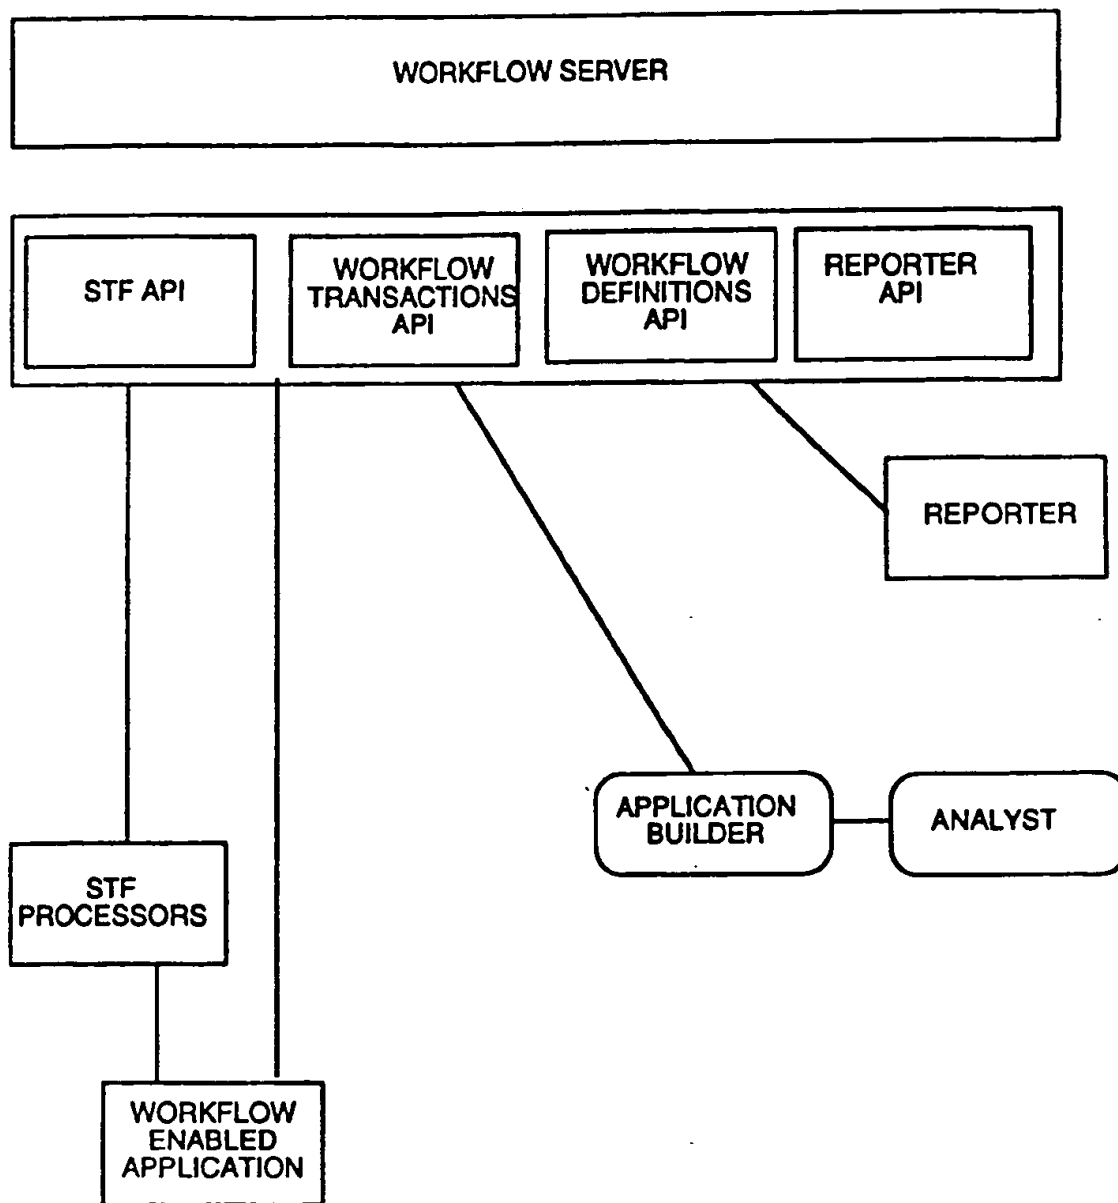 WORKFLOW SERVER
STF API
WORKFLOW
TRANSACTIONS
API
WORKFLOW
DEFINITIONS
API
REPORTER
API
REPORTER
APPLICATION
BUILDER
ANALYST
STF
PROCESSORS
WORKFLOW
ENABLED
APPLICATION